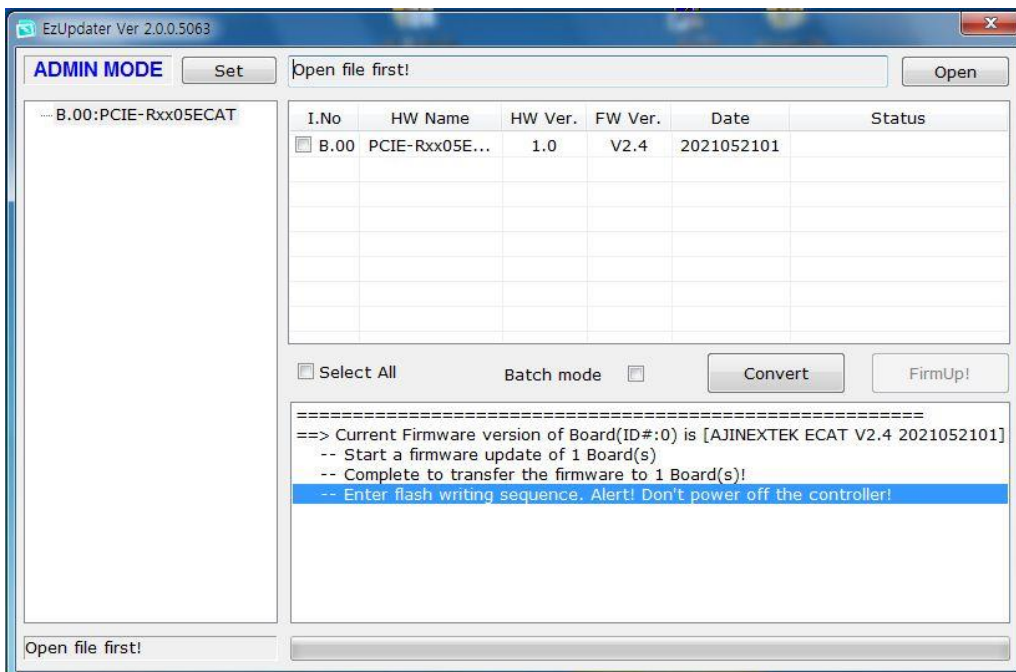 EzUpdater Ver 2.0.0.5063
ADMIN MODE Set Open file first! Open
B.00:PCIE-Rxx05ECAT
I.No HW Name HW Ver. FW Ver. Date Status
B.00 PCIE-Rxx05E... 1.0 V2.4 2021052101
Select All Batch mode Convert FirmUp!
========================================================
==> Current Firmware version of Board(ID#:0) is [AJINEXTEK ECAT V2.4 2021052101]
-- Start a firmware update of 1 Board(s)
-- Complete to transfer the firmware to 1 Board(s)!
-- Enter flash writing sequence. Alert! Don't power off the controller!
Open file first!